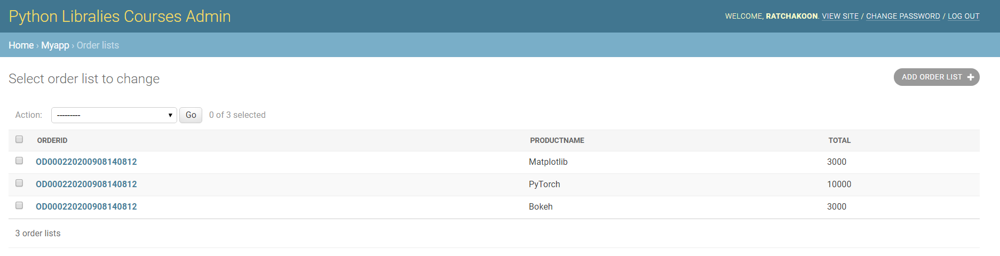 Python Libralies Courses Admin
WELCOME, RATCHAKOON. VIEW SITE / CHANGE PASSWORD / LOG OUT
Home › Myapp › Order lists
Select order list to change
ADD ORDER LIST +
Action: --------- Go 0 of 3 selected
ORDERID PRODUCTNAME TOTAL
OD000220200908140812 Matplotlib 3000
OD000220200908140812 PyTorch 10000
OD000220200908140812 Bokeh 3000
3 order lists